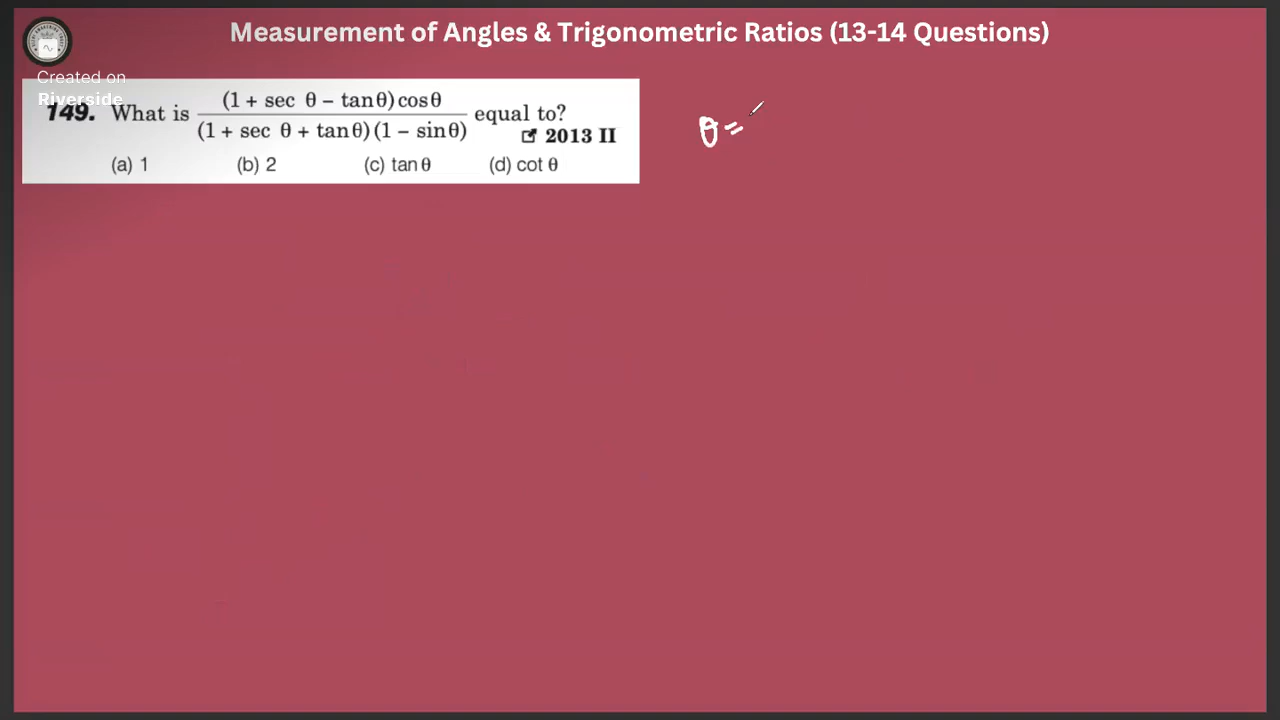 Measurement of Angles & Trigonometric Ratios (13-14 Questions)
Created on
Riverside
149. What is (1 + sec θ − tanθ) cosθ / (1 + sec θ + tanθ) (1 − sinθ) equal to?
2013 II
(a) 1 (b) 2 (c) tan θ (d) cot θ
θ =